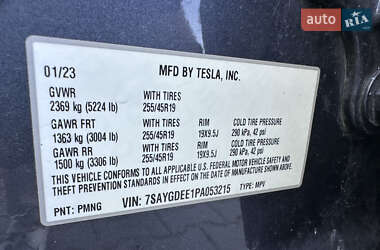 auto RIA
01/23 MFD BY TESLA, INC.
GVWR WITH TIRES
2369 kg (5224 lb) 255/45R19
GAWR FRT WITH TIRES RIM COLD TIRE PRESSURE
1363 kg (3004 lb) 255/45R19 19X9.5J 290 kPa, 42 psi
GAWR RR WITH TIRES RIM COLD TIRE PRESSURE
1500 kg (3306 lb) 255/45R19 19X9.5J 290 kPa, 42 psi
THIS VEHICLE CONFORMS TO ALL APPLICABLE U.S. FEDERAL MOTOR VEHICLE SAFETY AND
THEFT PREVENTION STANDARDS IN EFFECT ON THE DATE OF MANUFACTURE SHOWN ABOVE.
PNT: PMNG VIN: 7SAYGDEE1PA053215 TYPE: MPV